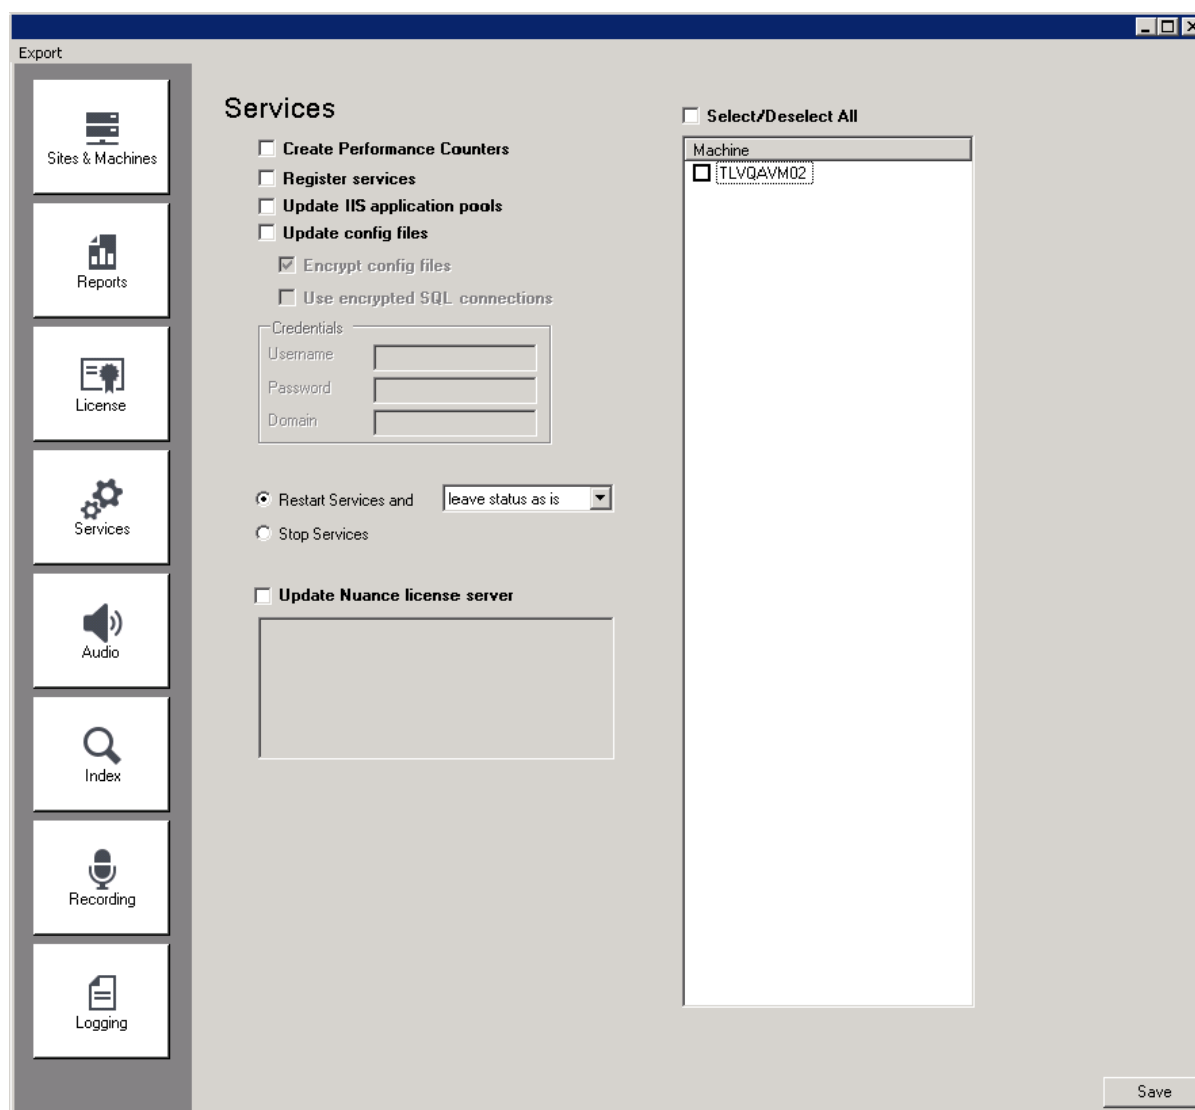 Export
Sites & Machines
Reports
License
Services
Audio
Index
Recording
Logging
Services
Create Performance Counters
Register services
Update IIS application pools
Update config files
Encrypt config files
Use encrypted SQL connections
Credentials
Username
Password
Domain
Restart Services and leave status as is
Stop Services
Update Nuance license server
Select/Deselect All
Machine
TLVQAVM02
Save